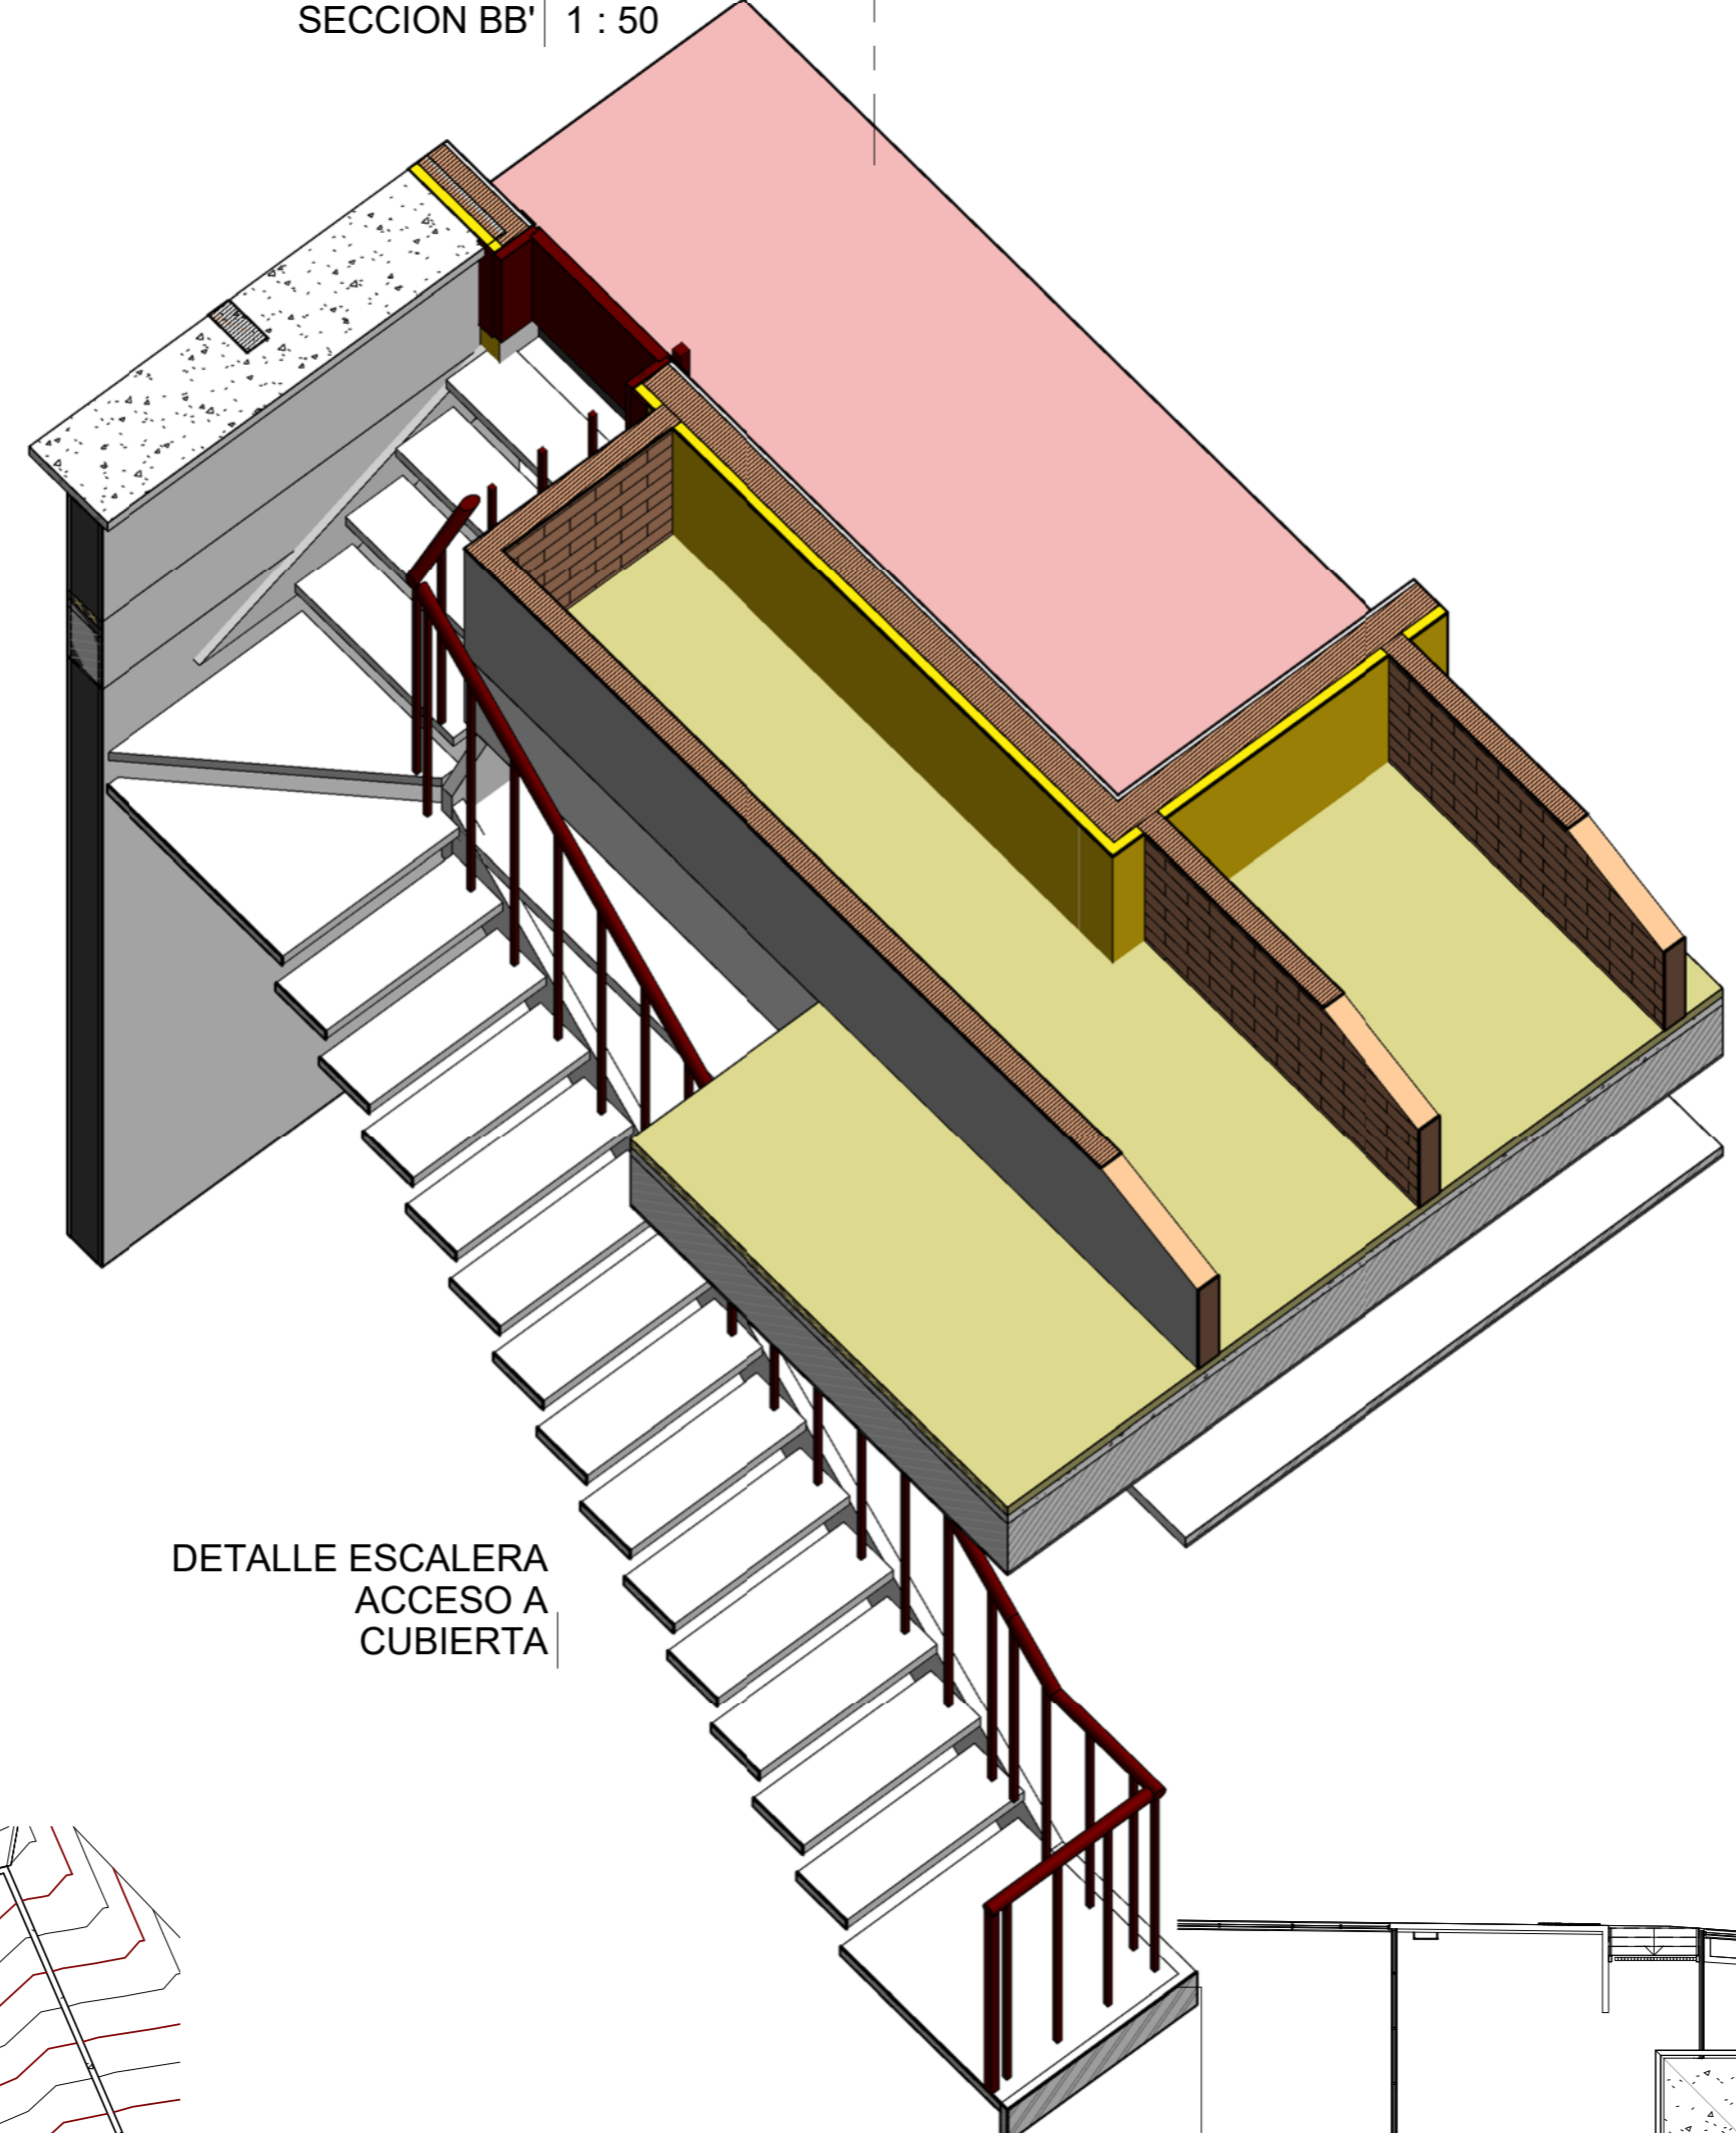 SECCION BB' 1 : 50
DETALLE ESCALERA
ACCESO A
CUBIERTA